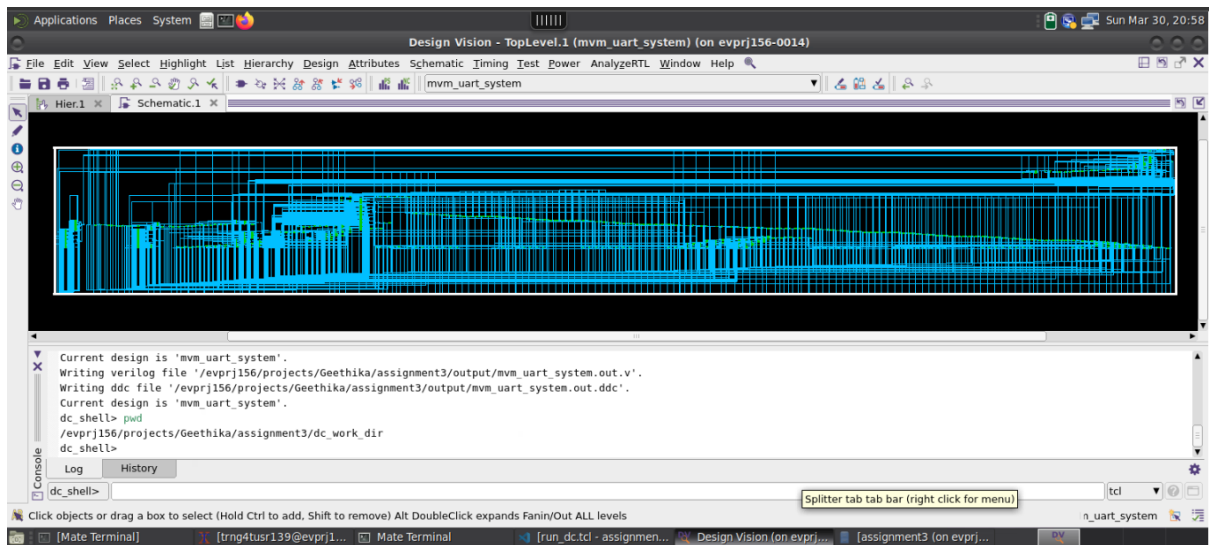 Applications Places System Sun Mar 30, 20:58
Design Vision - TopLevel.1 (mvm_uart_system) (on evprj156-0014)
File Edit View Select Highlight List Hierarchy Design Attributes Schematic Timing Test Power AnalyzeRTL Window Help
mvm_uart_system
Hier.1 Schematic.1
Current design is 'mvm_uart_system'.
Writing verilog file '/evprj156/projects/Geethika/assignment3/output/mvm_uart_system.out.v'.
Writing ddc file '/evprj156/projects/Geethika/assignment3/output/mvm_uart_system.out.ddc'.
Current design is 'mvm_uart_system'.
dc_shell> pwd
/evprj156/projects/Geethika/assignment3/dc_work_dir
dc_shell>
Console
Log History
dc_shell> tcl
Splitter tab tab bar (right click for menu)
Click objects or drag a box to select (Hold Ctrl to add, Shift to remove) Alt DoubleClick expands Fanin/Out ALL levels n_uart_system
[Mate Terminal] [trng4tusr139@evprj1... Mate Terminal [run_dc.tcl - assignmen... Design Vision (on evprj... [assignment3 (on evprj... DV